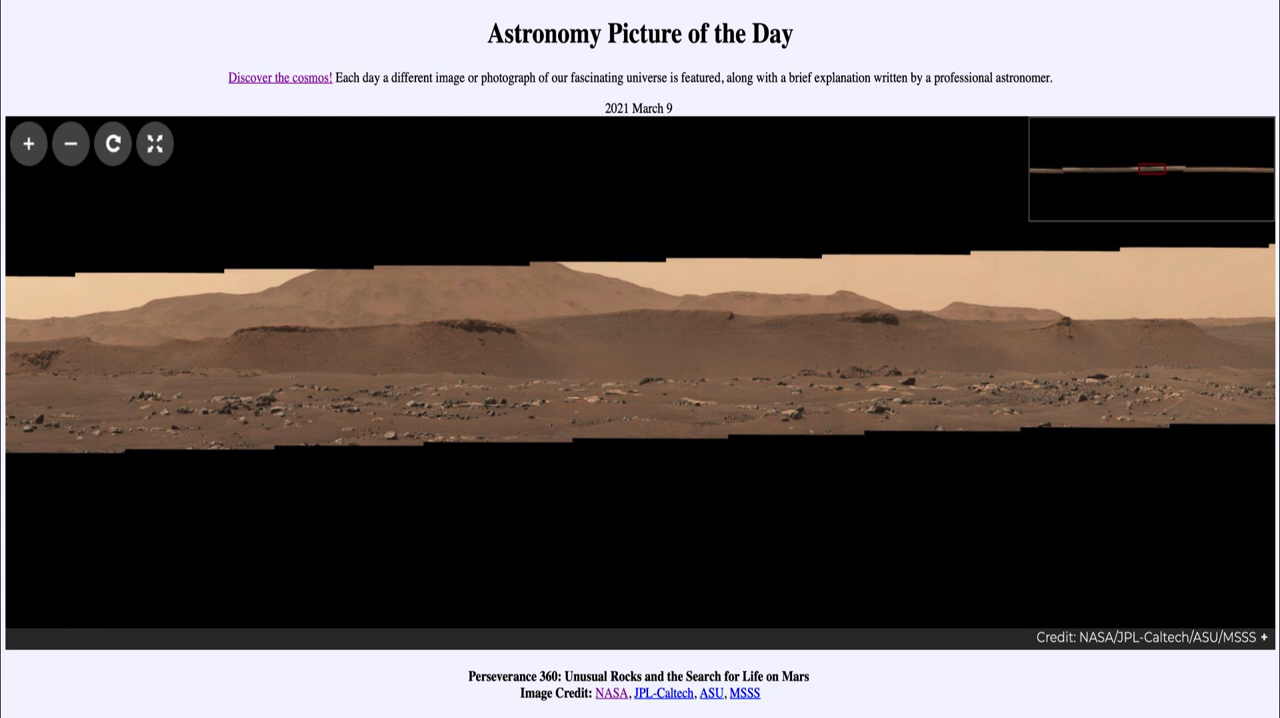 Astronomy Picture of the Day
Discover the cosmos! Each day a different image or photograph of our fascinating universe is featured, along with a brief explanation written by a professional astronomer.
2021 March 9
Credit: NASA/JPL-Caltech/ASU/MSSS +
Perseverance 360: Unusual Rocks and the Search for Life on Mars
Image Credit: NASA, JPL-Caltech, ASU, MSSS